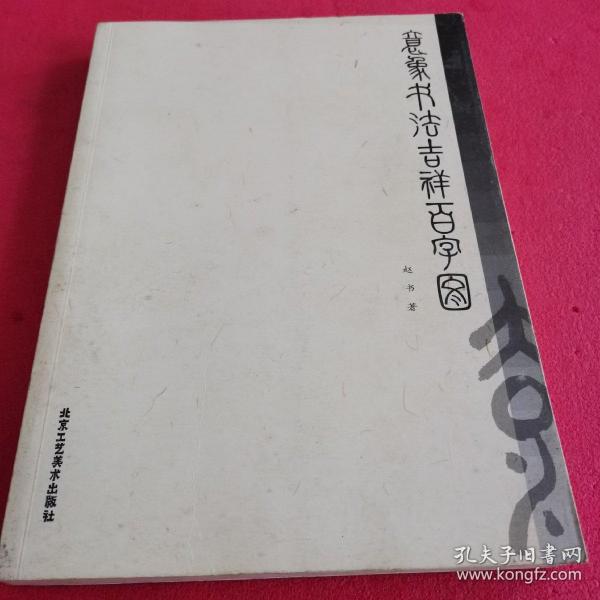 意象书法吉祥百字图
赵书 著
北京工艺美术出版社
孔夫子旧書网
www.kongfz.com